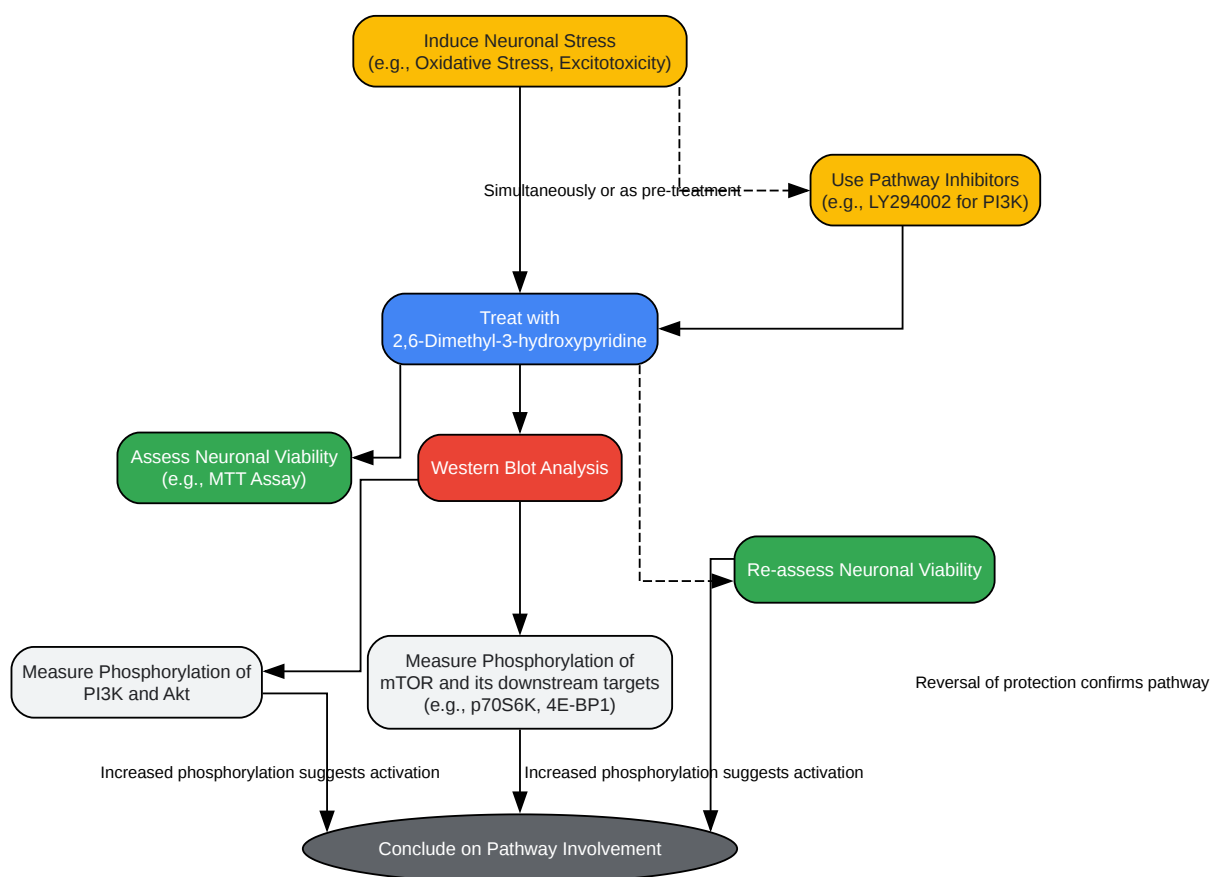 Induce Neuronal Stress
(e.g., Oxidative Stress, Excitotoxicity)
Simultaneously or as pre-treatment
Use Pathway Inhibitors
(e.g., LY294002 for PI3K)
Treat with
2,6-Dimethyl-3-hydroxypyridine
Assess Neuronal Viability
(e.g., MTT Assay)
Western Blot Analysis
Re-assess Neuronal Viability
Measure Phosphorylation of
PI3K and Akt
Measure Phosphorylation of
mTOR and its downstream targets
(e.g., p70S6K, 4E-BP1)
Reversal of protection confirms pathway
Increased phosphorylation suggests activation
Increased phosphorylation suggests activation
Conclude on Pathway Involvement